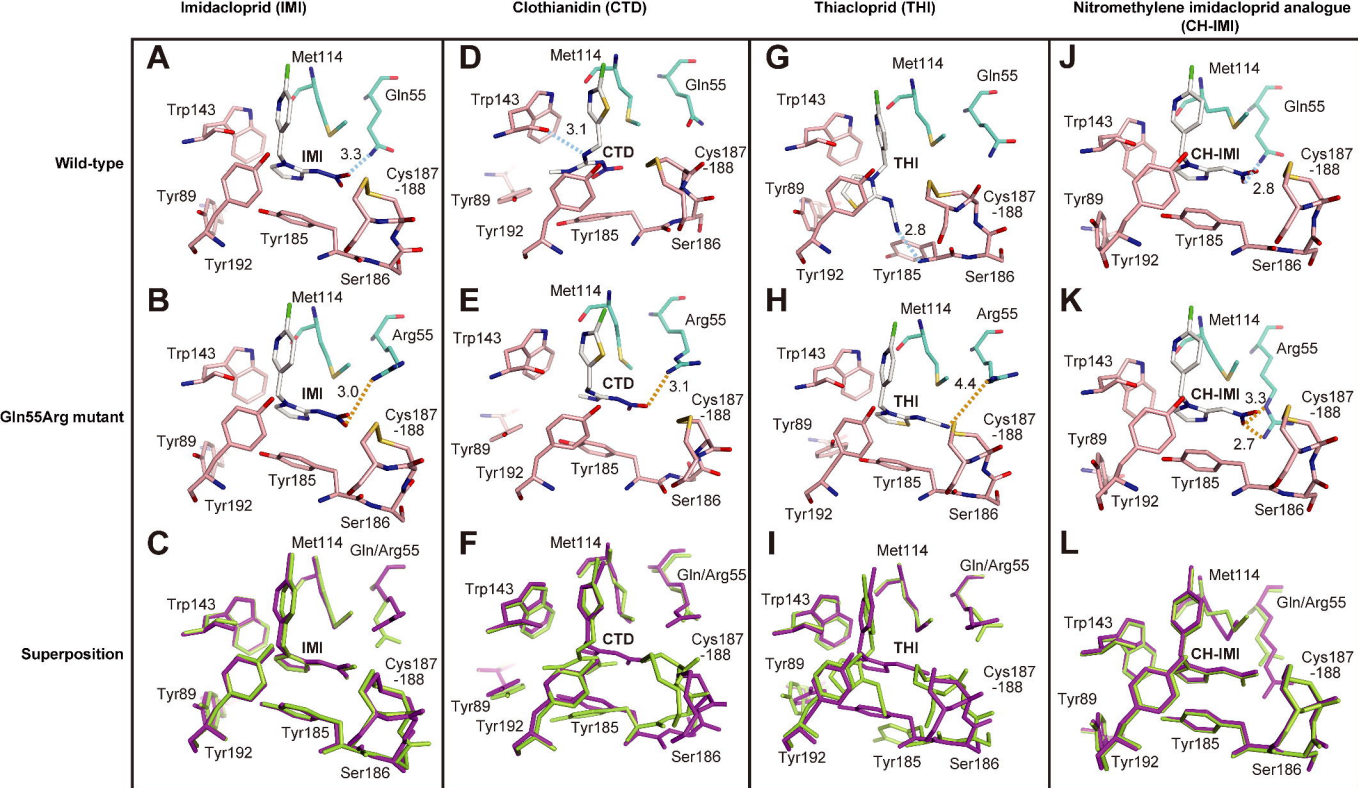 Imidacloprid (IMI)
Clothianidin (CTD)
Thiacloprid (THI)
Nitromethylene imidacloprid analogue
(CH-IMI)
Wild-type
A
Met114
Gln55
Trp143
IMI
3.3
Cys187
-188
Tyr89
Tyr185
Tyr192
Ser186
D
Met114
Gln55
Trp143
3.1
CTD
Cys187
-188
Tyr89
Tyr192
Tyr185
Ser186
G
Met114
Gln55
Trp143
THI
Cys187
-188
Tyr89
2.8
Tyr192
Tyr185
Ser186
J
Met114
Gln55
Trp143
CH-IMI
2.8
Cys187
-188
Tyr89
Tyr185
Tyr192
Ser186
Gln55Arg mutant
B
Met114
Arg55
Trp143
IMI
3.0
Cys187
-188
Tyr89
Tyr185
Tyr192
Ser186
E
Met114
Arg55
Trp143
CTD
3.1
Cys187
-188
Tyr89
Tyr192
Tyr185
Ser186
H
Met114
Arg55
Trp143
4.4
THI
Cys187
-188
Tyr89
Tyr185
Tyr192
Ser186
K
Met114
Arg55
Trp143
CH-IMI
3.3
Cys187
-188
2.7
Tyr89
Tyr185
Tyr192
Ser186
Superposition
C
Met114
Gln/Arg55
Trp143
IMI
Cys187
-188
Tyr89
Tyr185
Tyr192
Ser186
F
Met114
Gln/Arg55
Trp143
CTD
Cys187
-188
Tyr89
Tyr192
Tyr185
Ser186
I
Met114
Gln/Arg55
Trp143
THI
Cys187
-188
Tyr89
Tyr192
Tyr185
Ser186
L
Met114
Gln/Arg55
Trp143
CH-IMI
Cys187
-188
Tyr89
Tyr185
Tyr192
Ser186